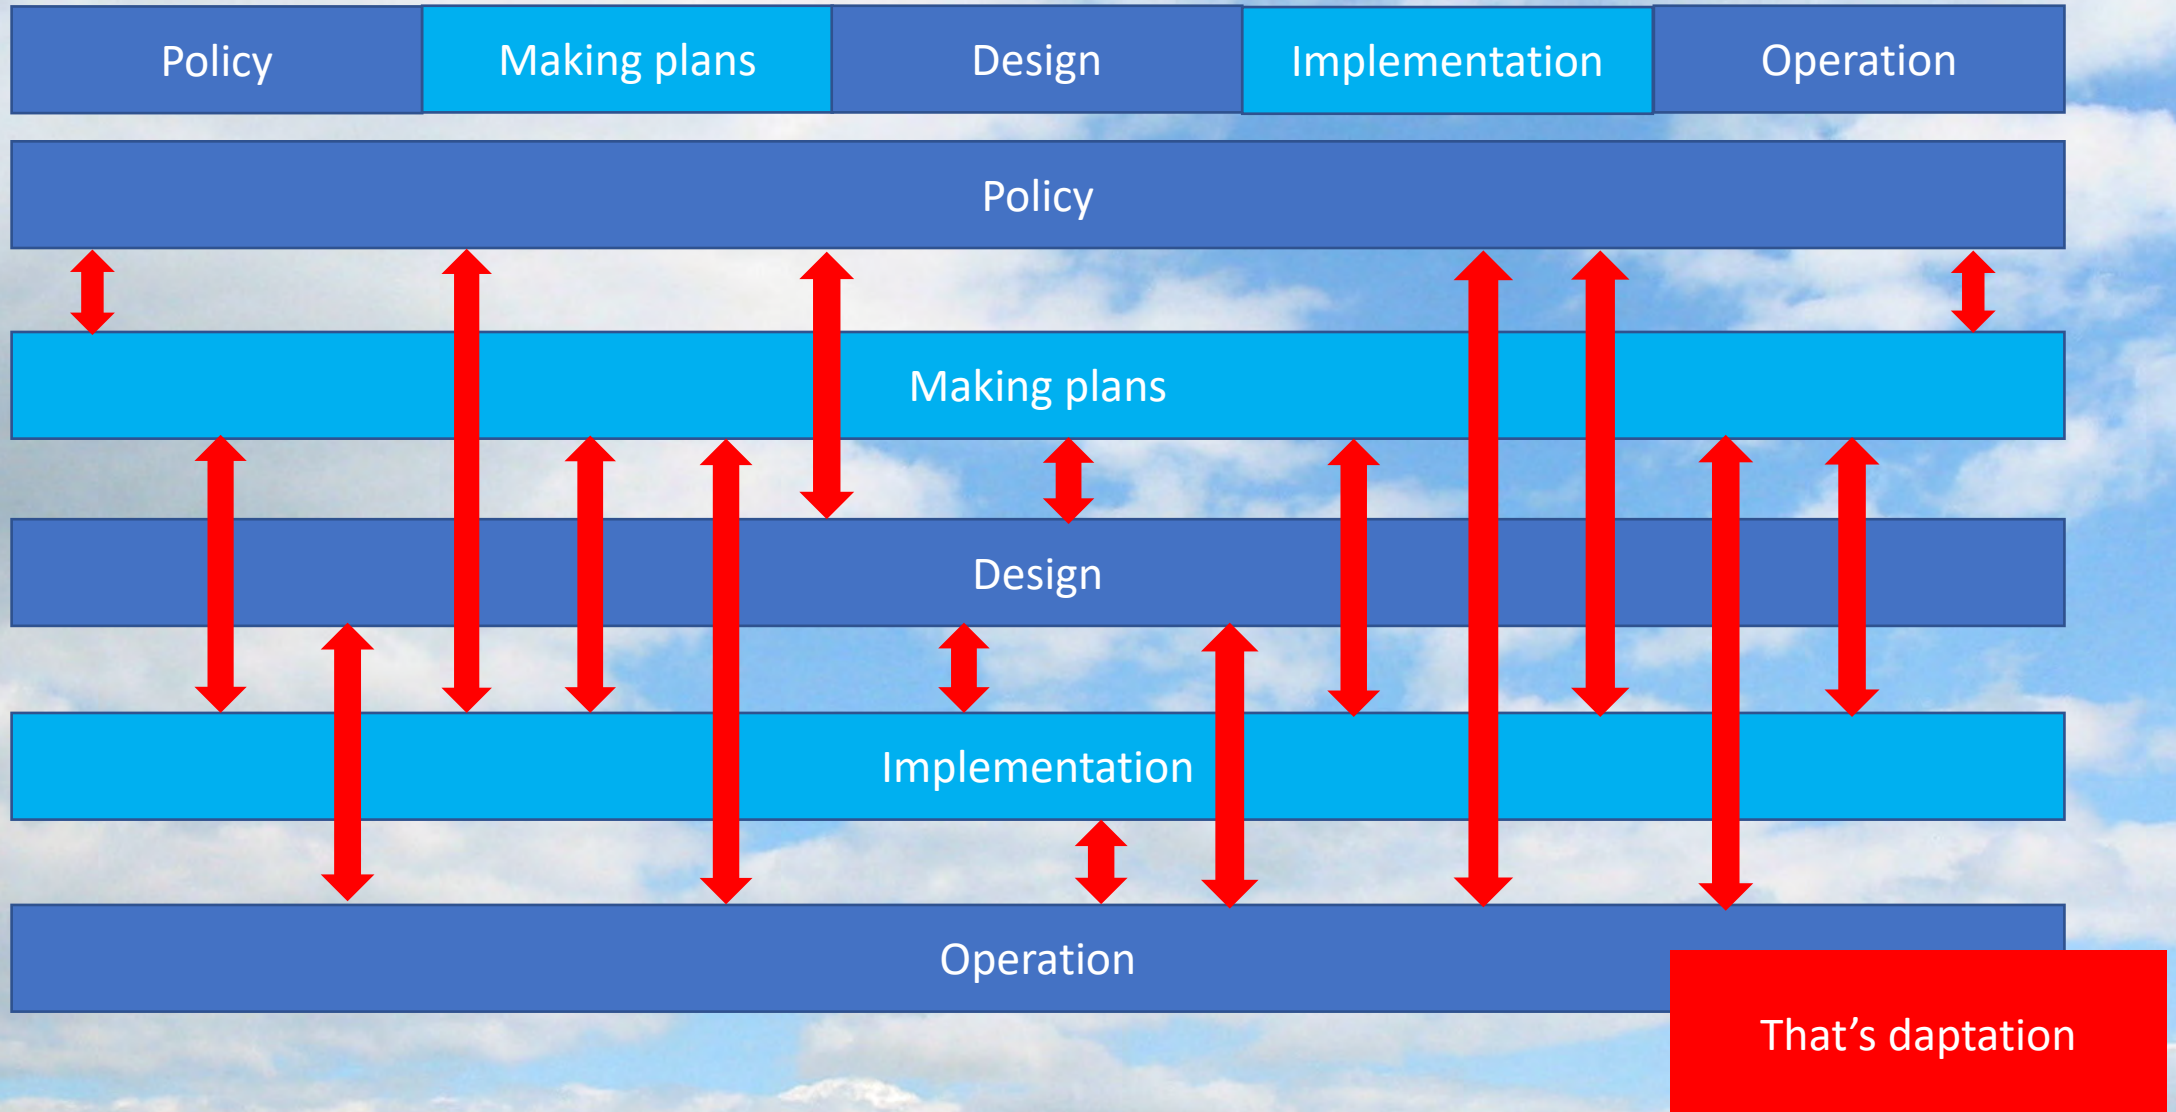 Policy
Making plans
Design
Implementation
Operation
Policy
Making plans
Design
Implementation
Operation
That’s daptation